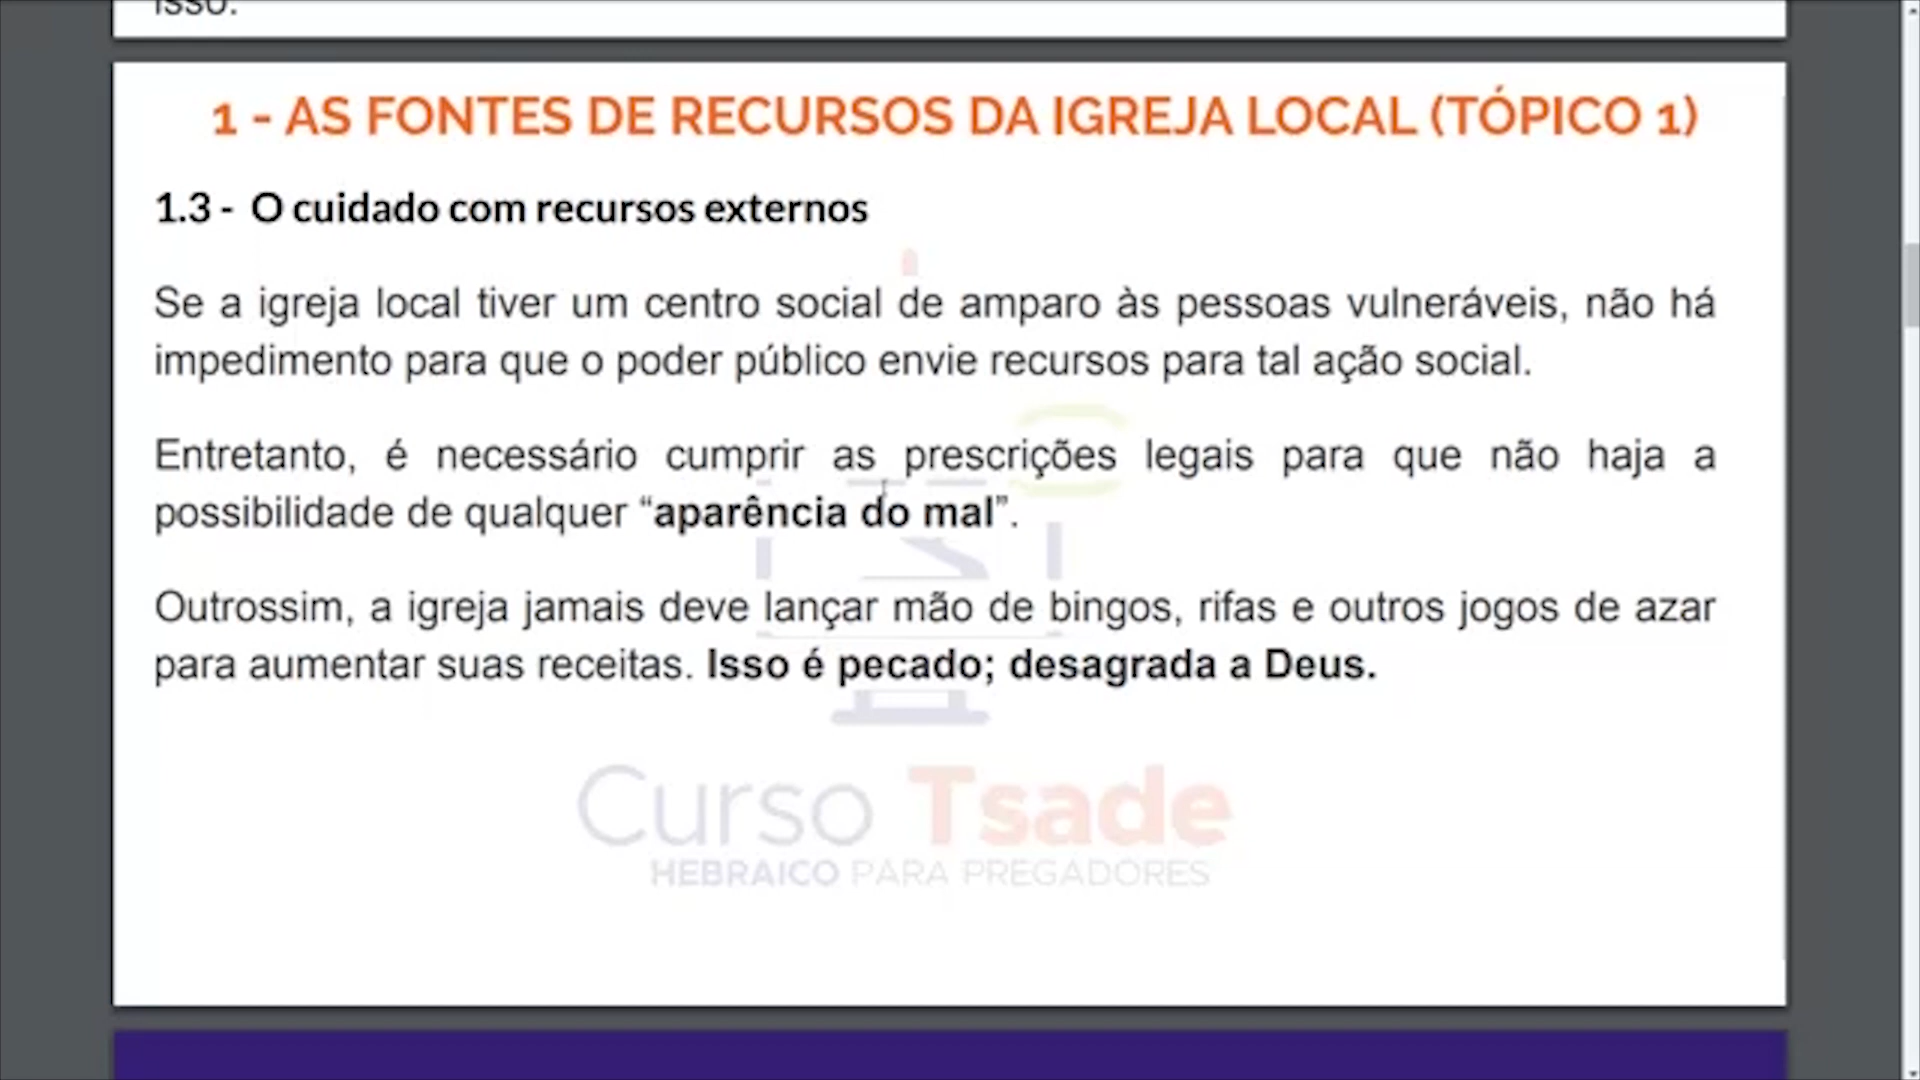 isso.
1 - AS FONTES DE RECURSOS DA IGREJA LOCAL (TÓPICO 1)
1.3 - O cuidado com recursos externos
Se a igreja local tiver um centro social de amparo às pessoas vulneráveis, não há
impedimento para que o poder público envie recursos para tal ação social.
Entretanto, é necessário cumprir as prescrições legais para que não haja a
possibilidade de qualquer “aparência do mal”.
Outrossim, a igreja jamais deve lançar mão de bingos, rifas e outros jogos de azar
para aumentar suas receitas. Isso é pecado; desagrada a Deus.
Curso Tsade
HEBRAICO PARA PREGADORES